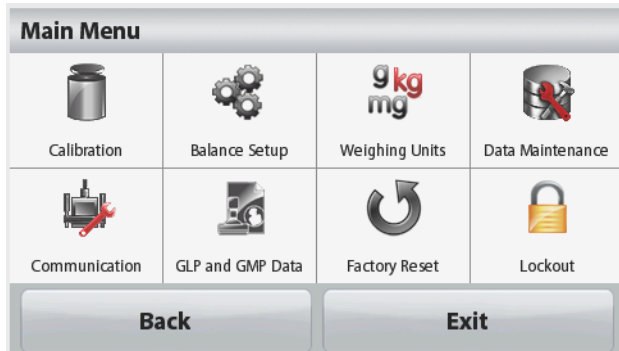 Main Menu
g kg
mg
Calibration
Balance Setup
Weighing Units
Data Maintenance
Communication
GLP and GMP Data
Factory Reset
Lockout
Back
Exit